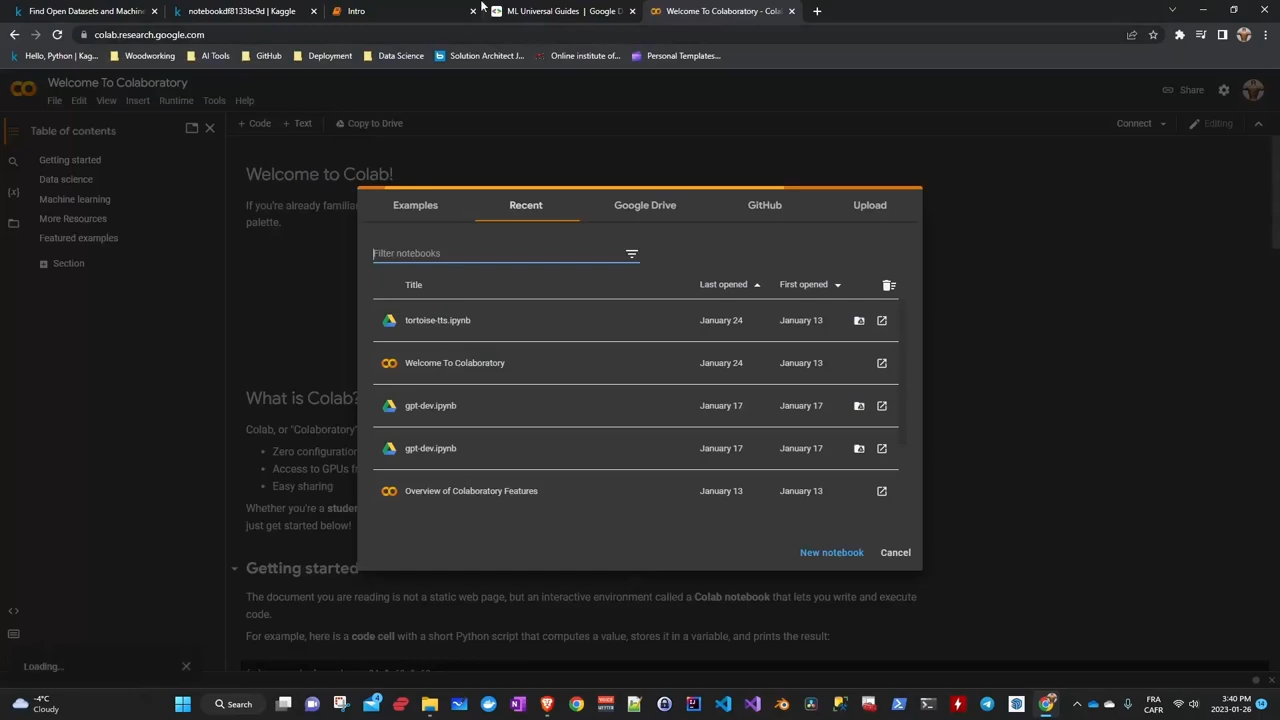 Find Open Datasets and Machine
notebookdf8133bc9d | Kaggle
Intro
ML Universal Guides | Google D
Welcome To Colaboratory - Cola
colab.research.google.com
Hello, Python | Kag...
Woodworking
AI Tools
GitHub
Deployment
Data Science
Solution Architect J...
Online institute of...
Personal Templates...
Welcome To Colaboratory
File Edit View Insert Runtime Tools Help
Share
Table of contents
+ Code + Text Copy to Drive
Connect
Editing
Getting started
Data science
Machine learning
More Resources
Featured examples
Section
Welcome to Colab!
If you're already familia
palette.
What is Colab?
Colab, or "Colaboratory"
Zero configuration
Access to GPUs f
Easy sharing
Whether you're a stude
just get started below!
Examples Recent Google Drive GitHub Upload
Filter notebooks
Title Last opened First opened
tortoise-tts.ipynb January 24 January 13
Welcome To Colaboratory January 24 January 13
gpt-dev.ipynb January 17 January 17
gpt-dev.ipynb January 17 January 17
Overview of Colaboratory Features January 13 January 13
New notebook Cancel
Getting started
The document you are reading is not a static web page, but an interactive environment called a Colab notebook that lets you write and execute
code.
For example, here is a code cell with a short Python script that computes a value, stores it in a variable, and prints the result:
Loading...
-4°C
Cloudy
Search
FRA
CARR
3:40 PM
2023-01-26